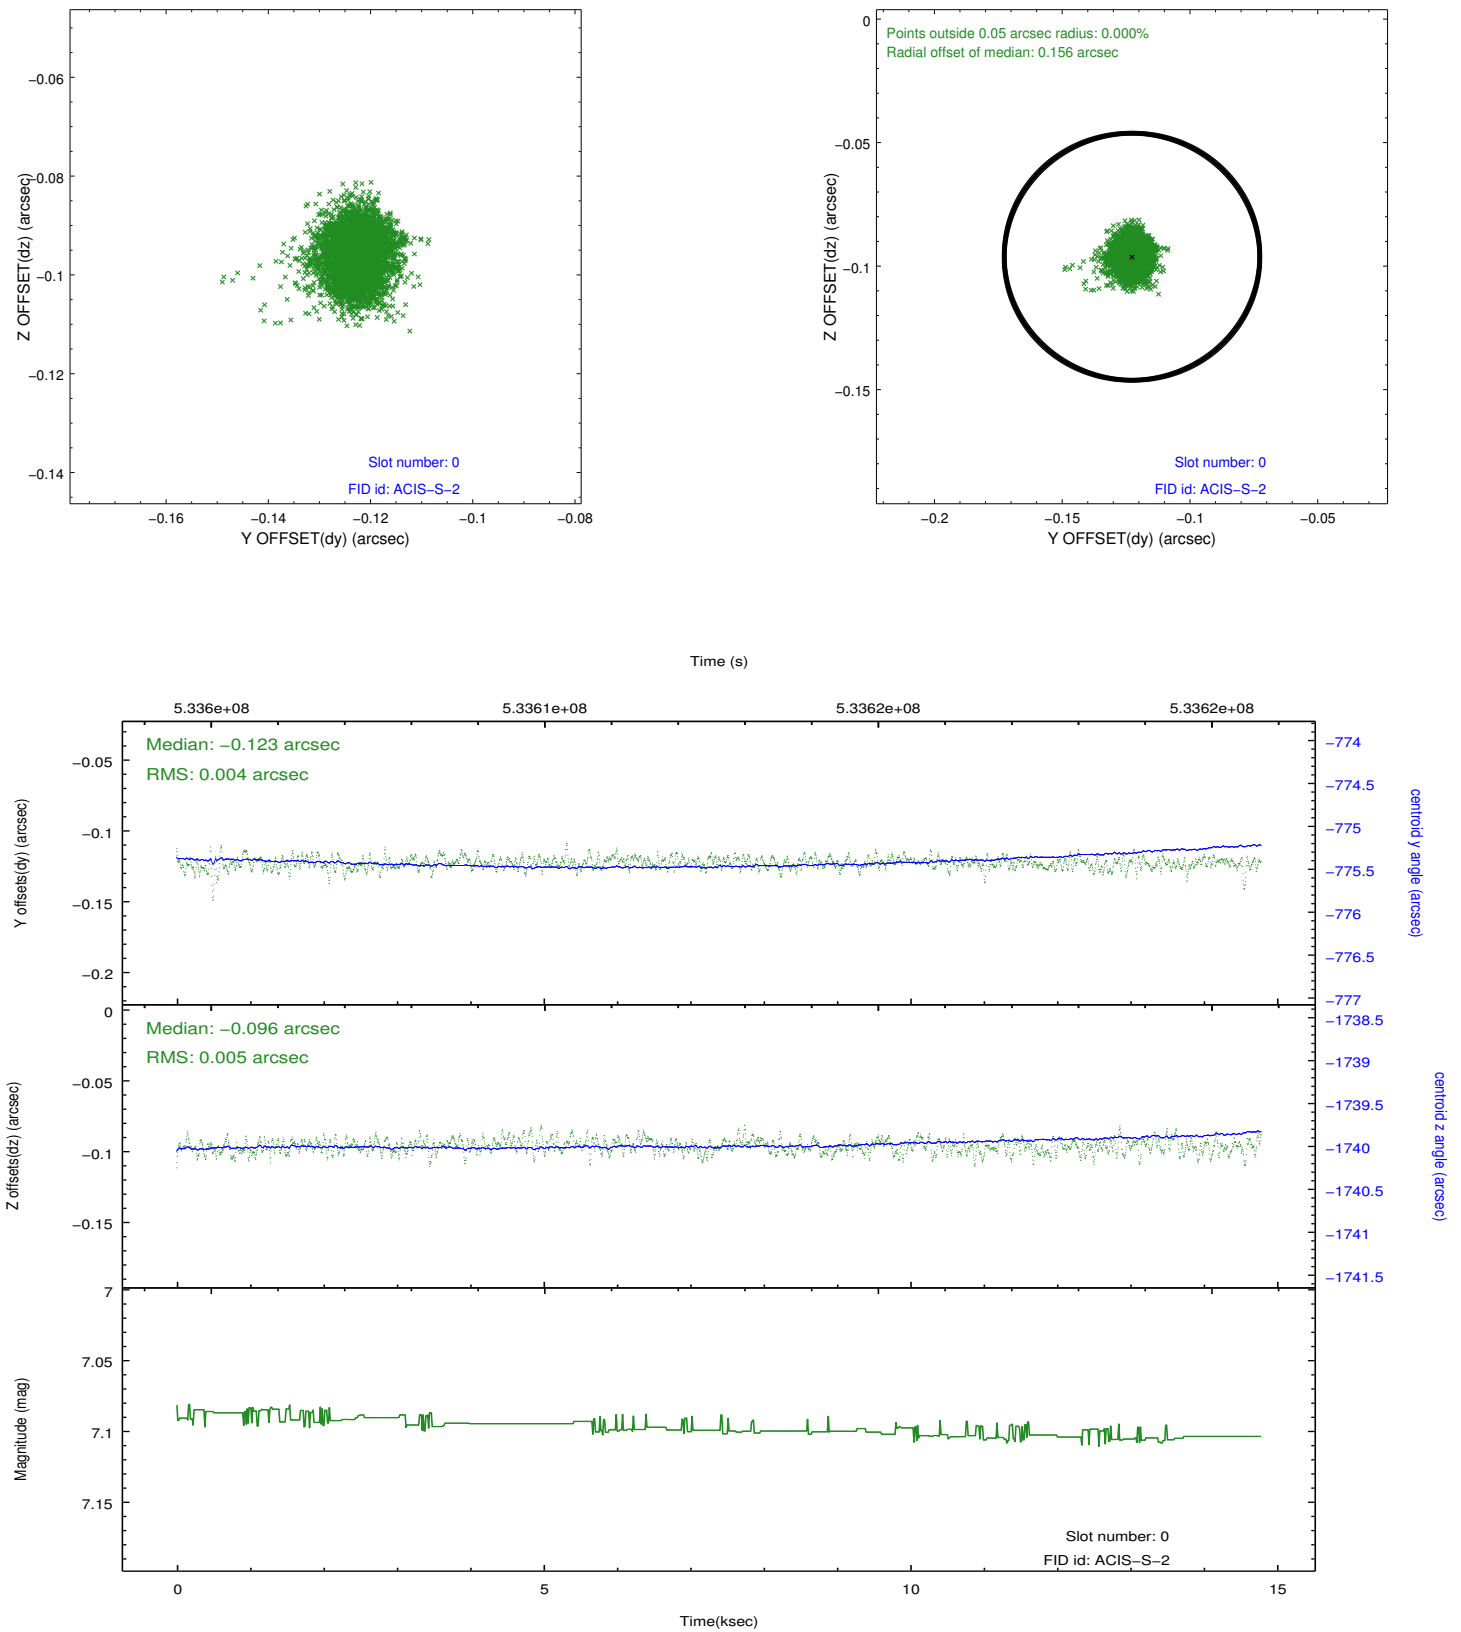 −0.06
−0.08
−0.1
−0.12
−0.14
Z OFFSET(dz) (arcsec)
−0.16
−0.14
−0.12
−0.1
−0.08
Y OFFSET(dy) (arcsec)
Slot number: 0
FID id: ACIS−S−2
Points outside 0.05 arcsec radius: 0.000%
Radial offset of median: 0.156 arcsec
0
−0.05
−0.1
−0.15
Z OFFSET(dz) (arcsec)
−0.2
−0.15
−0.1
−0.05
Y OFFSET(dy) (arcsec)
Slot number: 0
FID id: ACIS−S−2
Time (s)
5.336e+08
5.3361e+08
5.3362e+08
5.3362e+08
Median: −0.123 arcsec
RMS: 0.004 arcsec
−0.05
−0.1
−0.15
−0.2
Y offsets(dy) (arcsec)
−774
−774.5
−775
−775.5
−776
−776.5
−777
centroid y angle (arcsec)
Median: −0.096 arcsec
RMS: 0.005 arcsec
0
−0.05
−0.1
−0.15
Z offsets(dz) (arcsec)
−1738.5
−1739
−1739.5
−1740
−1740.5
−1741
−1741.5
centroid z angle (arcsec)
7
7.05
7.1
7.15
Magnitude (mag)
Slot number: 0
FID id: ACIS−S−2
0
5
10
15
Time(ksec)